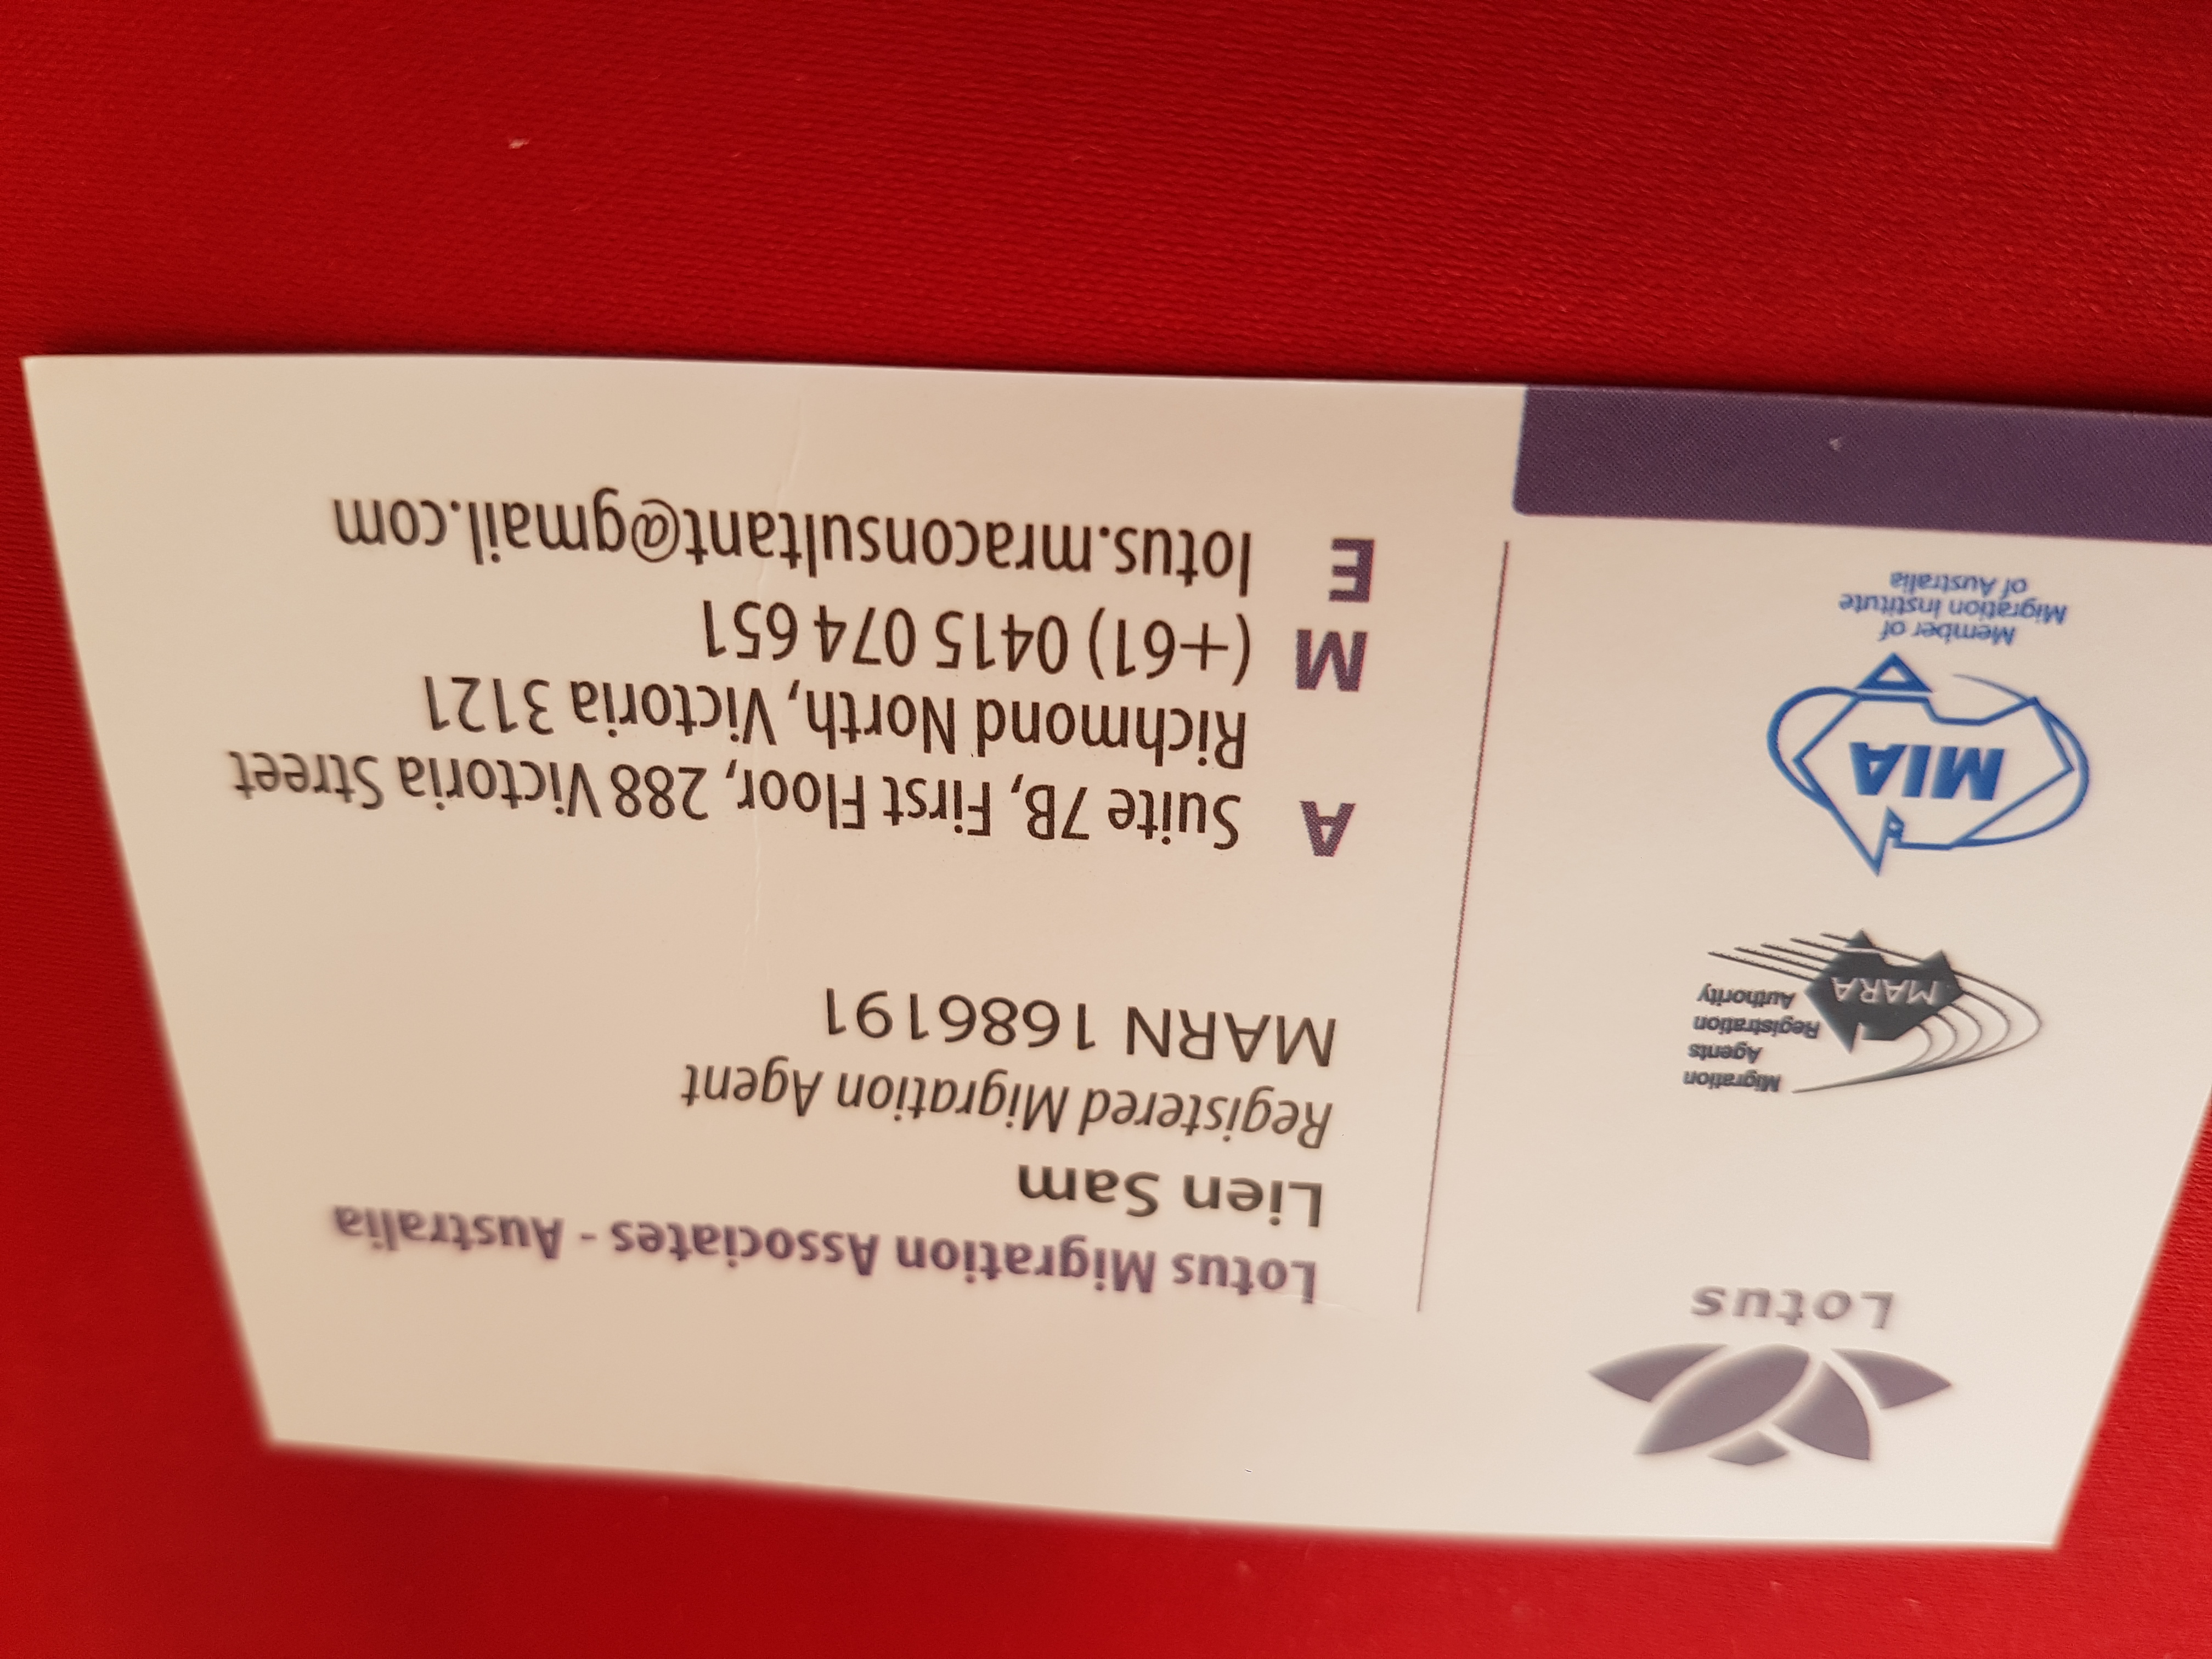 Lotus
Migration
Agents
Registration
Authority
MARA
MIA
Member of
Migration Institute
of Australia
Lotus Migration Associates - Australia
Lien Sam
Registered Migration Agent
MARN 1686191
A Suite 7B, First Floor, 288 Victoria Street
Richmond North, Victoria 3121
M (+61) 0415 074 651
E lotus.mraconsultant@gmail.com